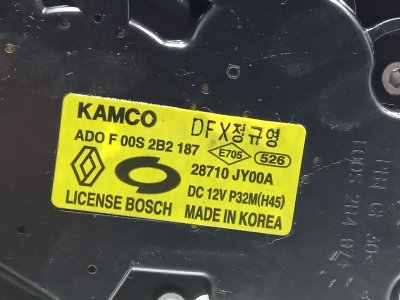 KAMCO
DFX정규영
ADO F 00S 2B2 187
E705
526
28710 JY00A
DC 12V P32M(H45)
LICENSE BOSCH
MADE IN KOREA